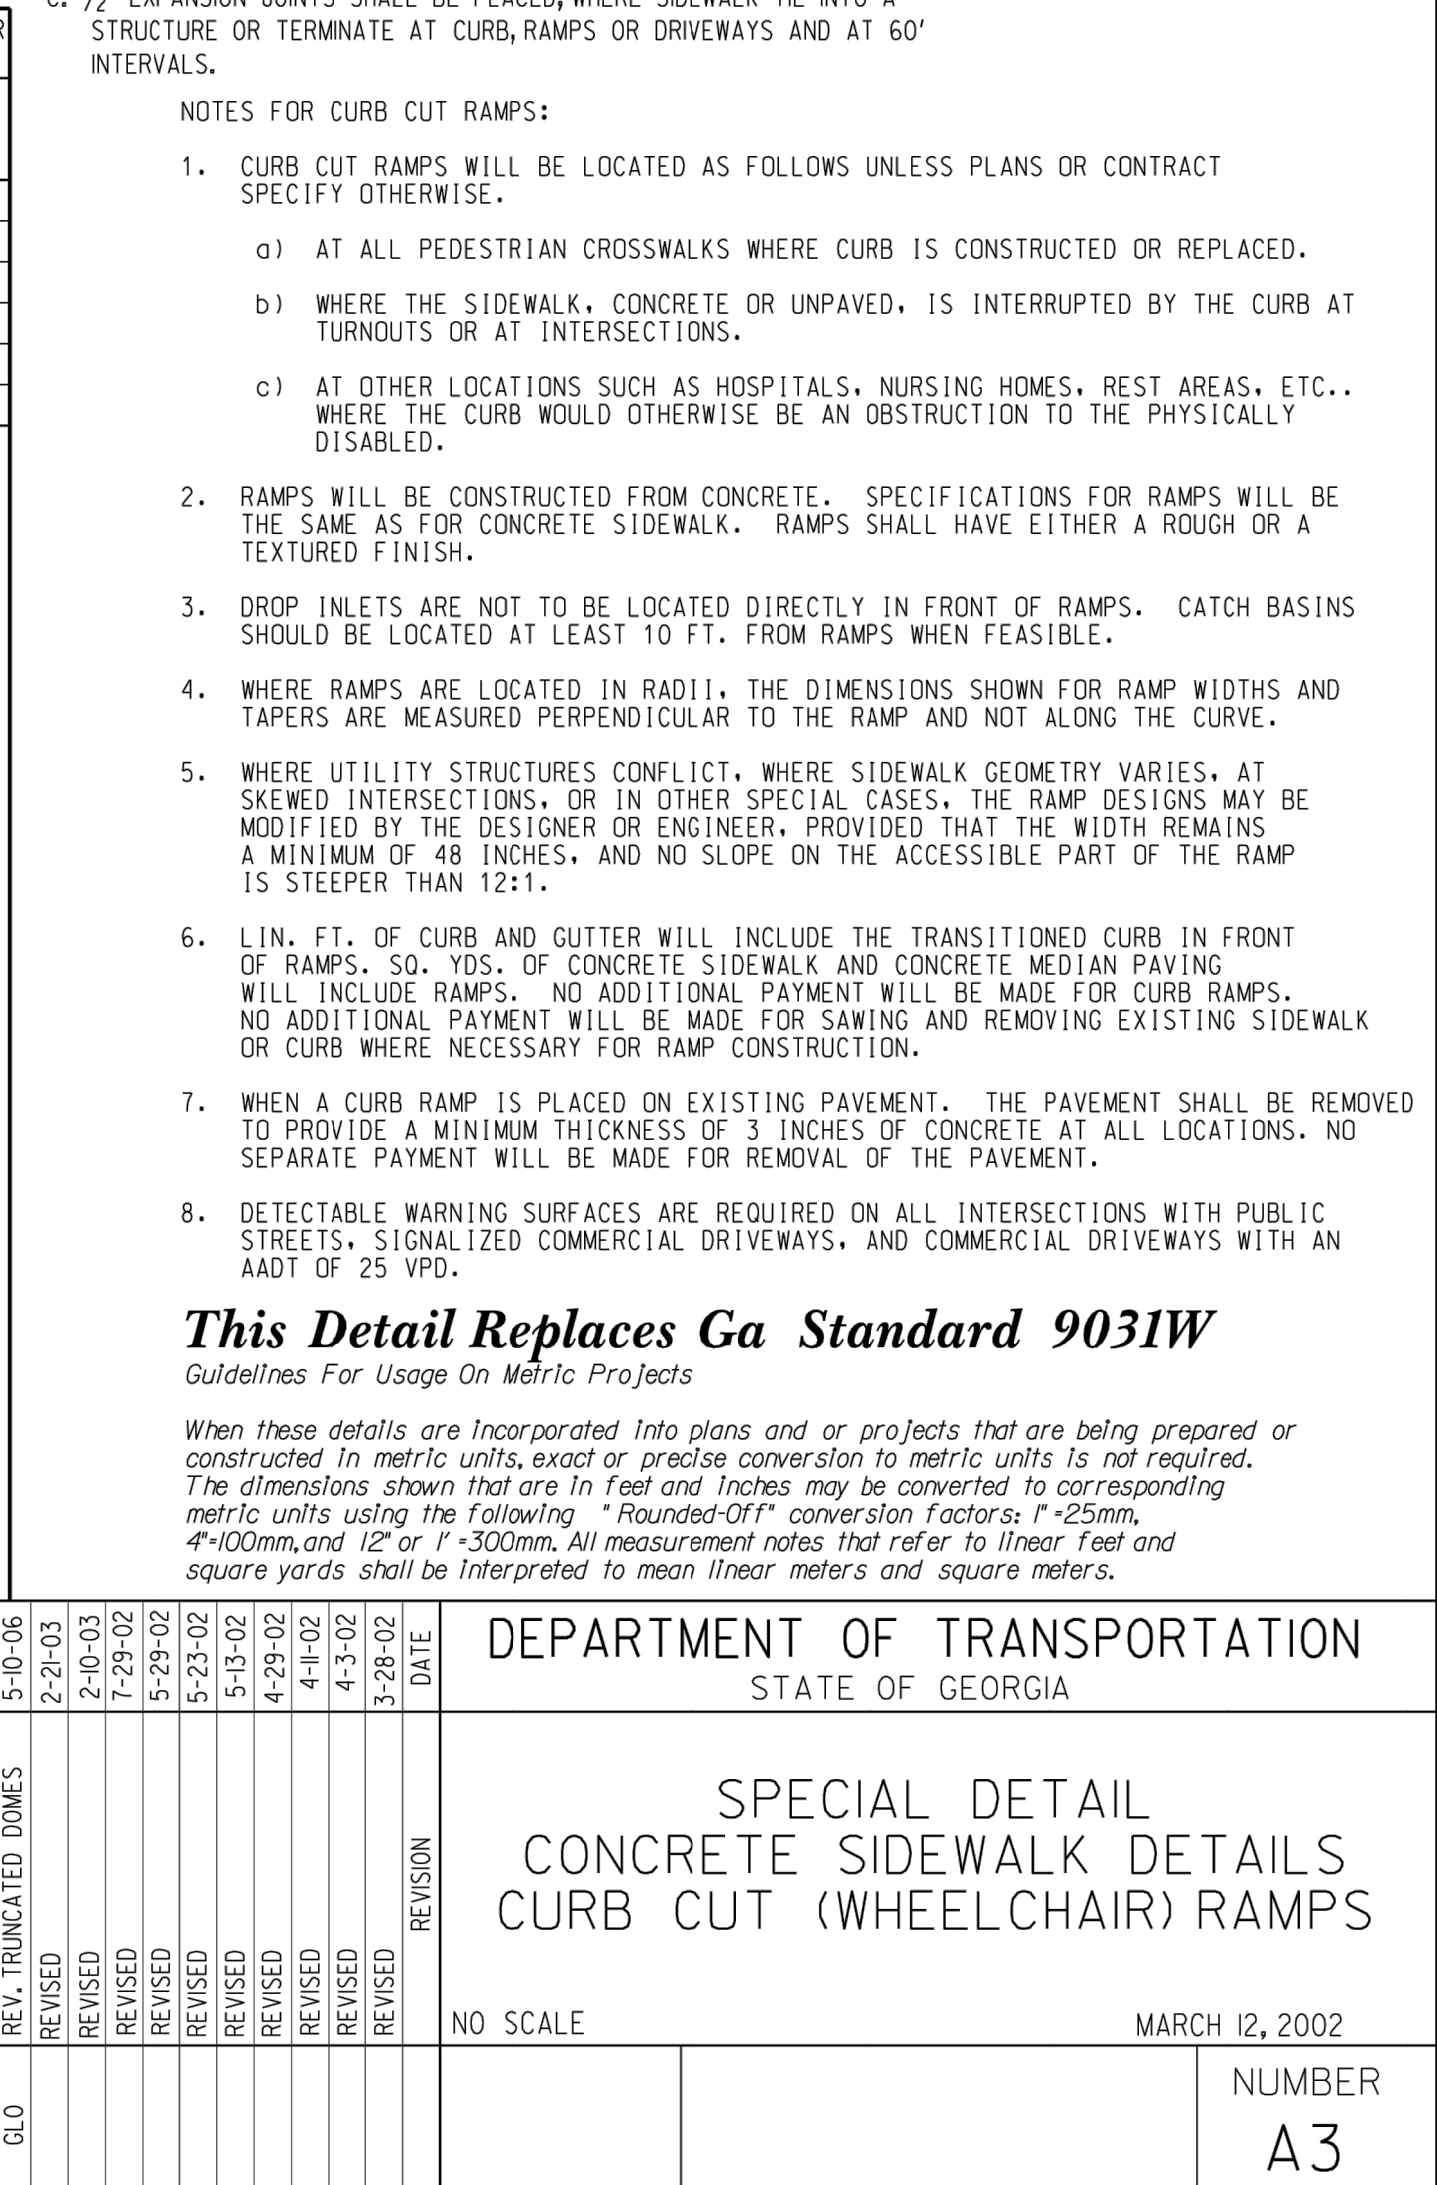 STRUCTURE OR TERMINATE AT CURB, RAMPS OR DRIVEWAYS AND AT 60'
INTERVALS.
NOTES FOR CURB CUT RAMPS:
1. CURB CUT RAMPS WILL BE LOCATED AS FOLLOWS UNLESS PLANS OR CONTRACT
SPECIFY OTHERWISE.
a) AT ALL PEDESTRIAN CROSSWALKS WHERE CURB IS CONSTRUCTED OR REPLACED.
b) WHERE THE SIDEWALK, CONCRETE OR UNPAVED, IS INTERRUPTED BY THE CURB AT
TURNOUTS OR AT INTERSECTIONS.
c) AT OTHER LOCATIONS SUCH AS HOSPITALS, NURSING HOMES, REST AREAS, ETC..
WHERE THE CURB WOULD OTHERWISE BE AN OBSTRUCTION TO THE PHYSICALLY
DISABLED.
2. RAMPS WILL BE CONSTRUCTED FROM CONCRETE. SPECIFICATIONS FOR RAMPS WILL BE
THE SAME AS FOR CONCRETE SIDEWALK. RAMPS SHALL HAVE EITHER A ROUGH OR A
TEXTURED FINISH.
3. DROP INLETS ARE NOT TO BE LOCATED DIRECTLY IN FRONT OF RAMPS. CATCH BASINS
SHOULD BE LOCATED AT LEAST 10 FT. FROM RAMPS WHEN FEASIBLE.
4. WHERE RAMPS ARE LOCATED IN RADII, THE DIMENSIONS SHOWN FOR RAMP WIDTHS AND
TAPERS ARE MEASURED PERPENDICULAR TO THE RAMP AND NOT ALONG THE CURVE.
5. WHERE UTILITY STRUCTURES CONFLICT, WHERE SIDEWALK GEOMETRY VARIES, AT
SKEWED INTERSECTIONS, OR IN OTHER SPECIAL CASES, THE RAMP DESIGNS MAY BE
MODIFIED BY THE DESIGNER OR ENGINEER, PROVIDED THAT THE WIDTH REMAINS
A MINIMUM OF 48 INCHES, AND NO SLOPE ON THE ACCESSIBLE PART OF THE RAMP
IS STEEPER THAN 12:1.
6. LIN. FT. OF CURB AND GUTTER WILL INCLUDE THE TRANSITIONED CURB IN FRONT
OF RAMPS. SQ. YDS. OF CONCRETE SIDEWALK AND CONCRETE MEDIAN PAVING
WILL INCLUDE RAMPS. NO ADDITIONAL PAYMENT WILL BE MADE FOR CURB RAMPS.
NO ADDITIONAL PAYMENT WILL BE MADE FOR SAWING AND REMOVING EXISTING SIDEWALK
OR CURB WHERE NECESSARY FOR RAMP CONSTRUCTION.
7. WHEN A CURB RAMP IS PLACED ON EXISTING PAVEMENT. THE PAVEMENT SHALL BE REMOVED
TO PROVIDE A MINIMUM THICKNESS OF 3 INCHES OF CONCRETE AT ALL LOCATIONS. NO
SEPARATE PAYMENT WILL BE MADE FOR REMOVAL OF THE PAVEMENT.
8. DETECTABLE WARNING SURFACES ARE REQUIRED ON ALL INTERSECTIONS WITH PUBLIC
STREETS, SIGNALIZED COMMERCIAL DRIVEWAYS, AND COMMERCIAL DRIVEWAYS WITH AN
AADT OF 25 VPD.
This Detail Replaces Ga Standard 9031W
Guidelines For Usage On Metric Projects
When these details are incorporated into plans and or projects that are being prepared or
constructed in metric units, exact or precise conversion to metric units is not required.
The dimensions shown that are in feet and inches may be converted to corresponding
metric units using the following "Rounded-Off" conversion factors: 1"=25mm,
4"=100mm, and 12" or 1'=300mm. All measurement notes that refer to linear feet and
square yards shall be interpreted to mean linear meters and square meters.
5-10-06
2-21-03
2-10-03
7-29-02
5-29-02
5-23-02
5-13-02
4-29-02
4-11-02
4-3-02
3-28-02
DATE
REV. TRUNCATED DOMES
REVISED
REVISED
REVISED
REVISED
REVISED
REVISED
REVISED
REVISED
REVISED
REVISED
REVISION
GLO
DEPARTMENT OF TRANSPORTATION
STATE OF GEORGIA
SPECIAL DETAIL
CONCRETE SIDEWALK DETAILS
CURB CUT (WHEELCHAIR) RAMPS
NO SCALE MARCH 12, 2002
NUMBER
A3